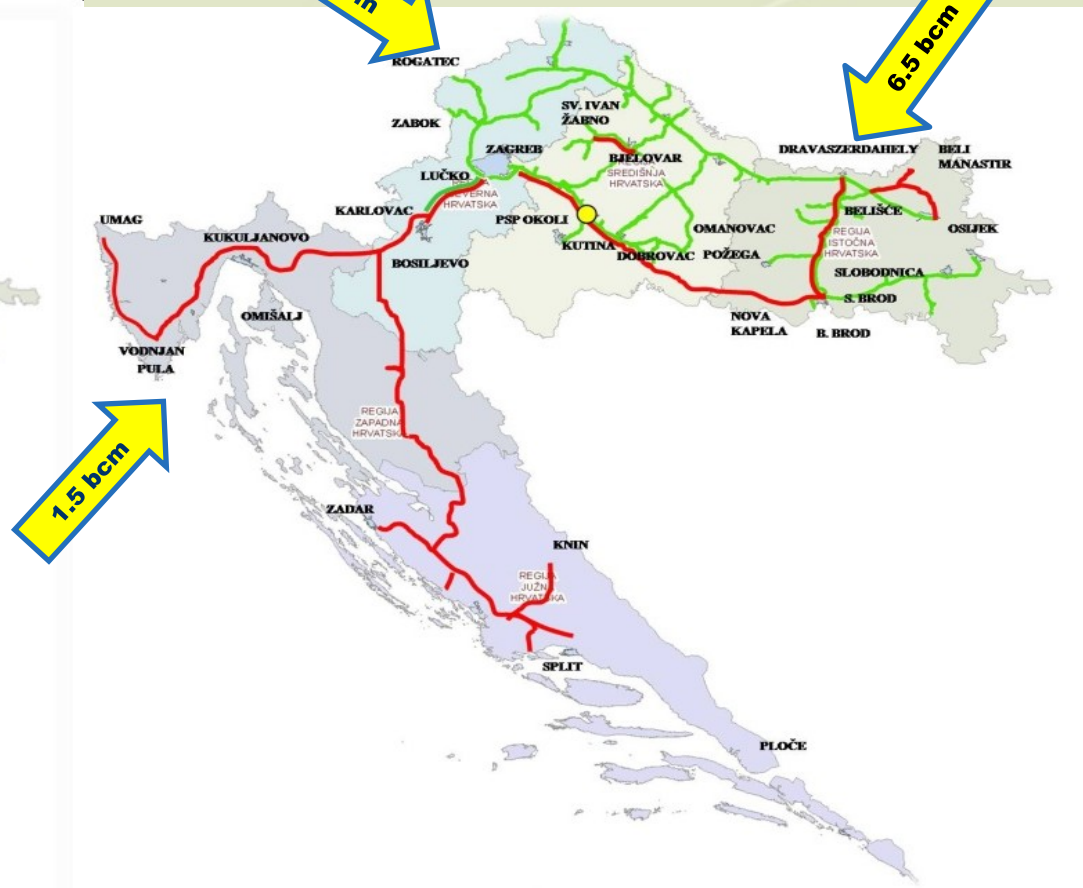 6.5 bcm
ROGATEC
SV. IVAN
ŽABNO
ZABOK
ZAGREB
DRAVASZERDAHELY
BELI
MANASTIR
BJELOVAR
REGIJA
SREDIŠNJA
HRVATSKA
LUČKO
HRVATSKA
KARLOVAC
UMAG
PSP OKOLI
BELIŠĆE
OSIJEK
OMANOVAC
REGIJA
ISTOČNA
HRVATSKA
KUKULJANOVO
KUTINA
DOBROVAC
POŽEGA
BOSILJEVO
SLOBODNICA
S. BROD
OMIŠALJ
NOVA
KAPELA
B. BROD
VODNJAN
PULA
REGIJA
ZAPADNA
HRVATSKA
1.5 bcm
ZADAR
KNIN
REGIJA
JUŽNA
HRVATSKA
SPLIT
PLOČE